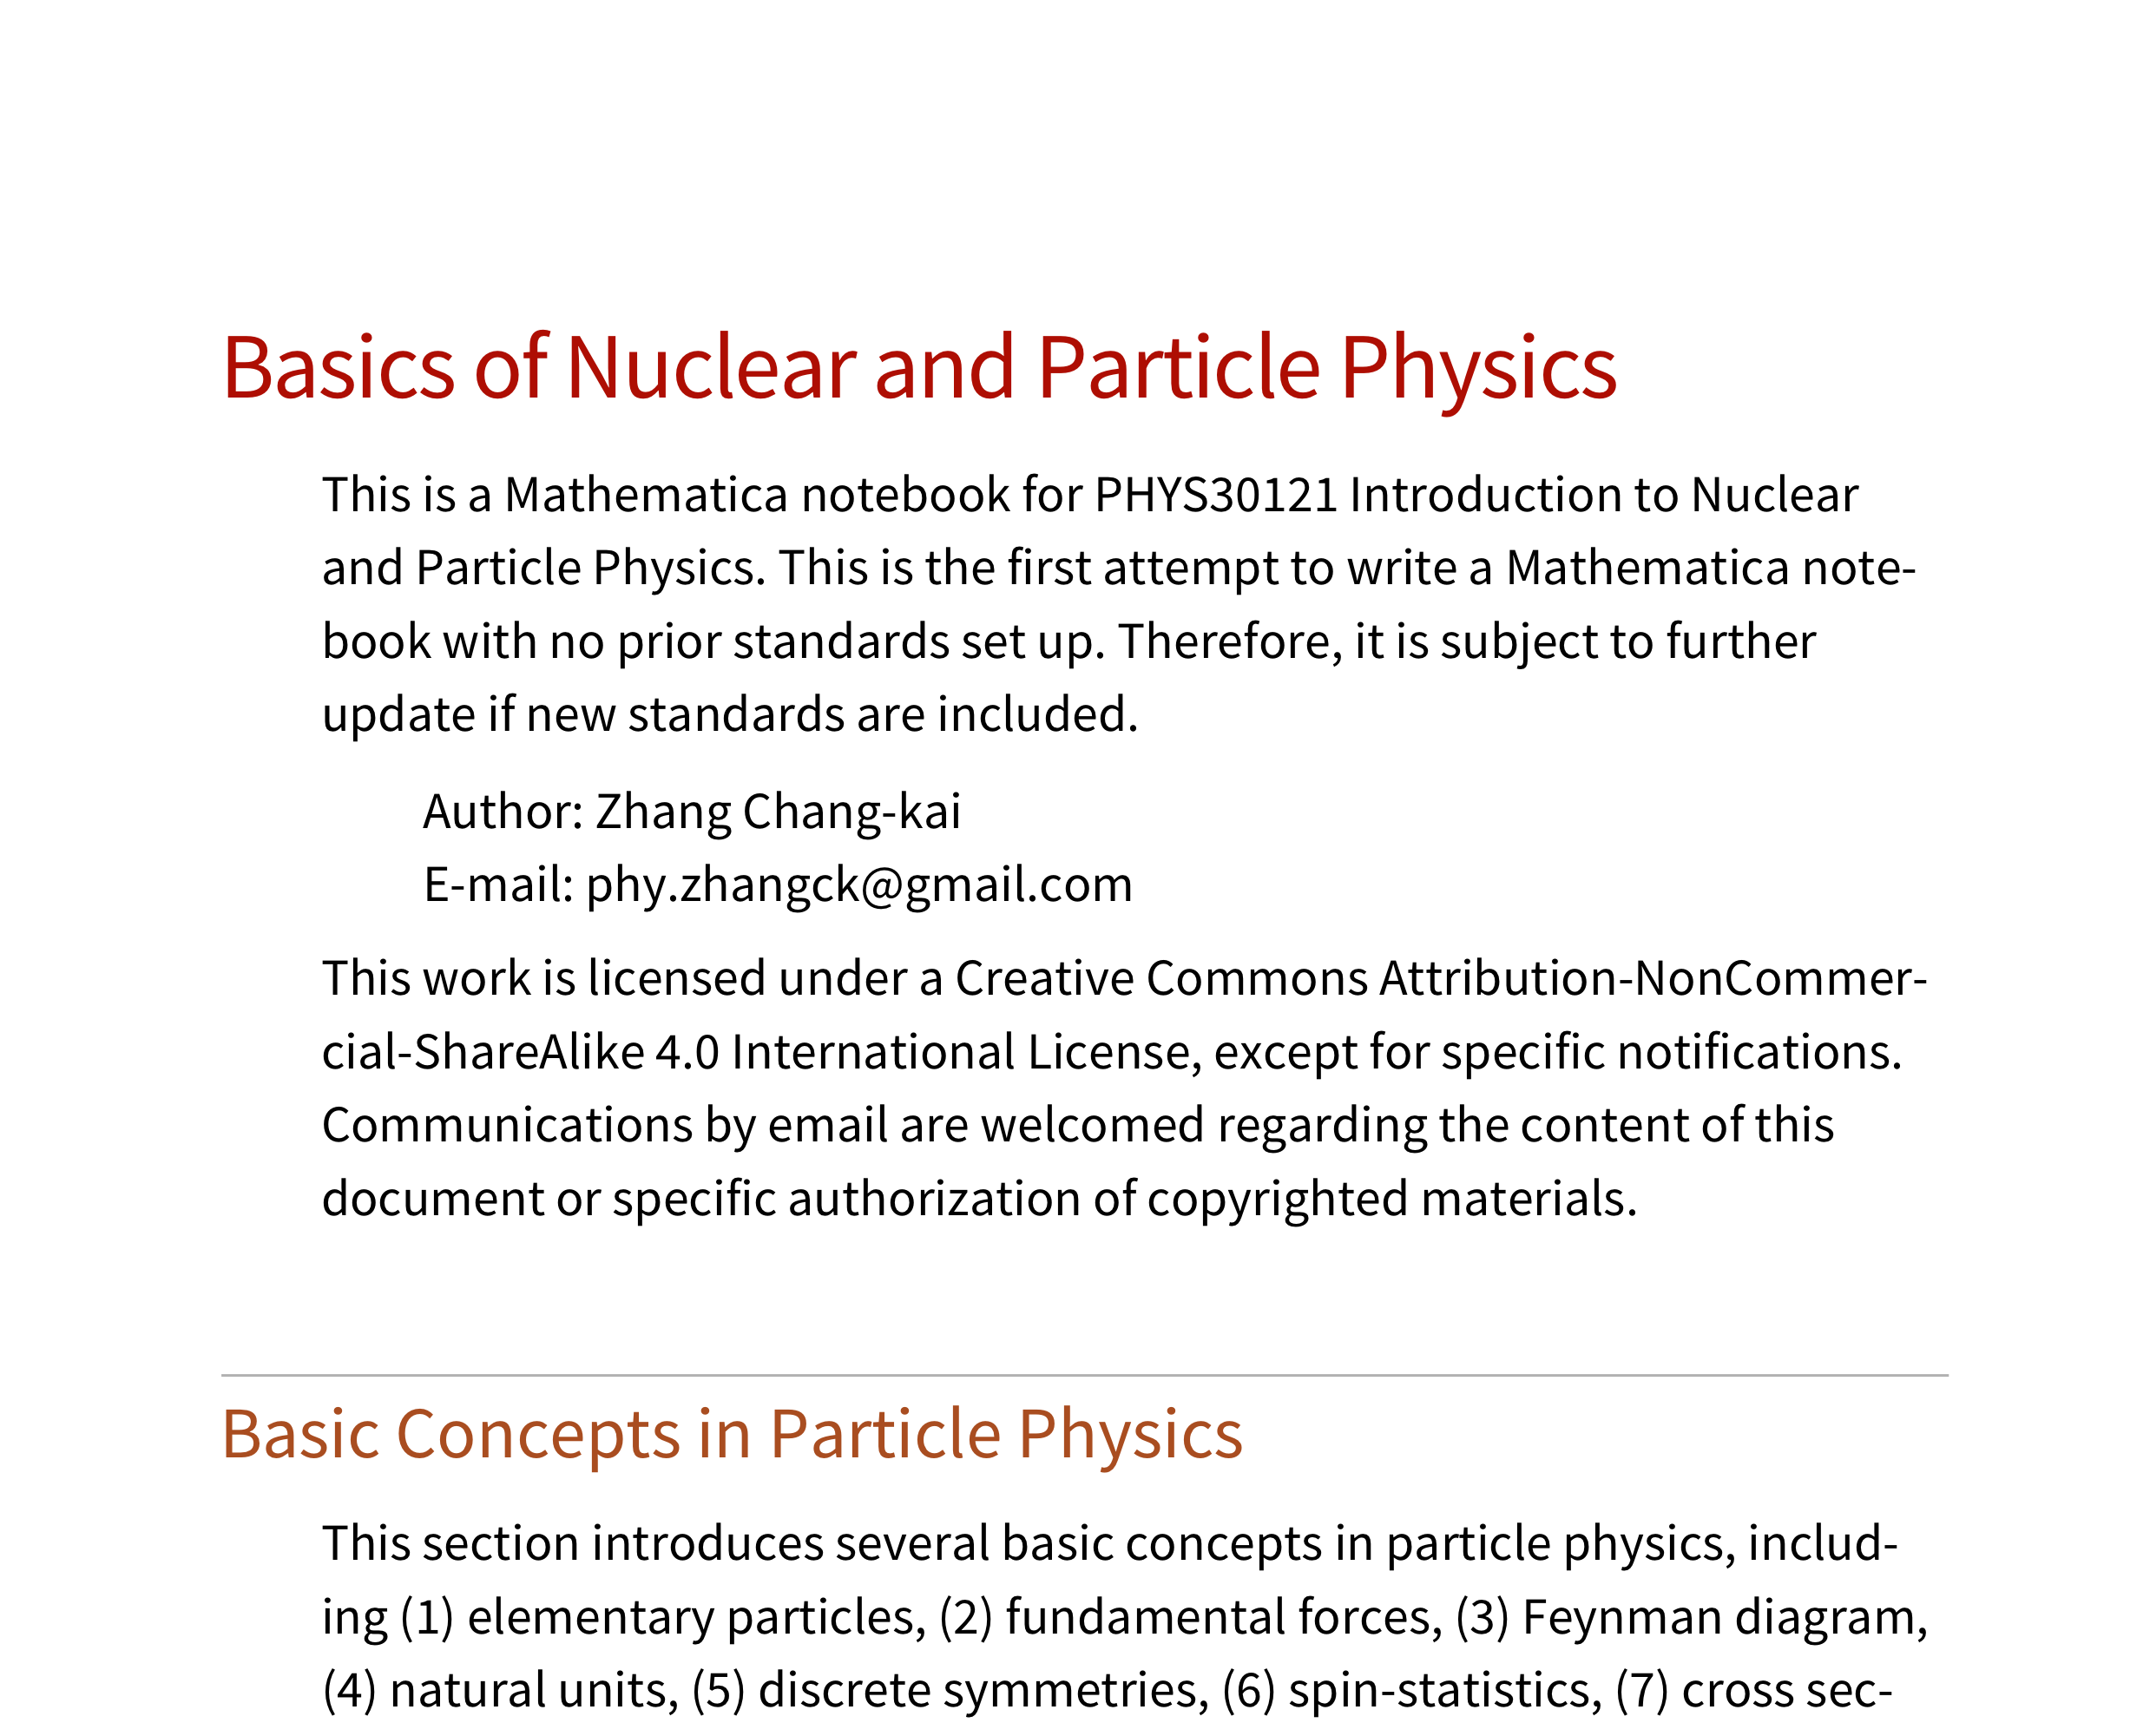 Basics of Nuclear and Particle Physics
This is a Mathematica notebook for PHYS30121 Introduction to Nuclear
and Particle Physics. This is the first attempt to write a Mathematica note-
book with no prior standards set up. Therefore, it is subject to further
update if new standards are included.
Author: Zhang Chang-kai
E-mail: phy.zhangck@gmail.com
This work is licensed under a Creative Commons Attribution-NonCommer-
cial-ShareAlike 4.0 International License, except for specific notifications.
Communications by email are welcomed regarding the content of this
document or specific authorization of copyrighted materials.
Basic Concepts in Particle Physics
This section introduces several basic concepts in particle physics, includ-
ing (1) elementary particles, (2) fundamental forces, (3) Feynman diagram,
(4) natural units, (5) discrete symmetries, (6) spin-statistics, (7) cross sec-